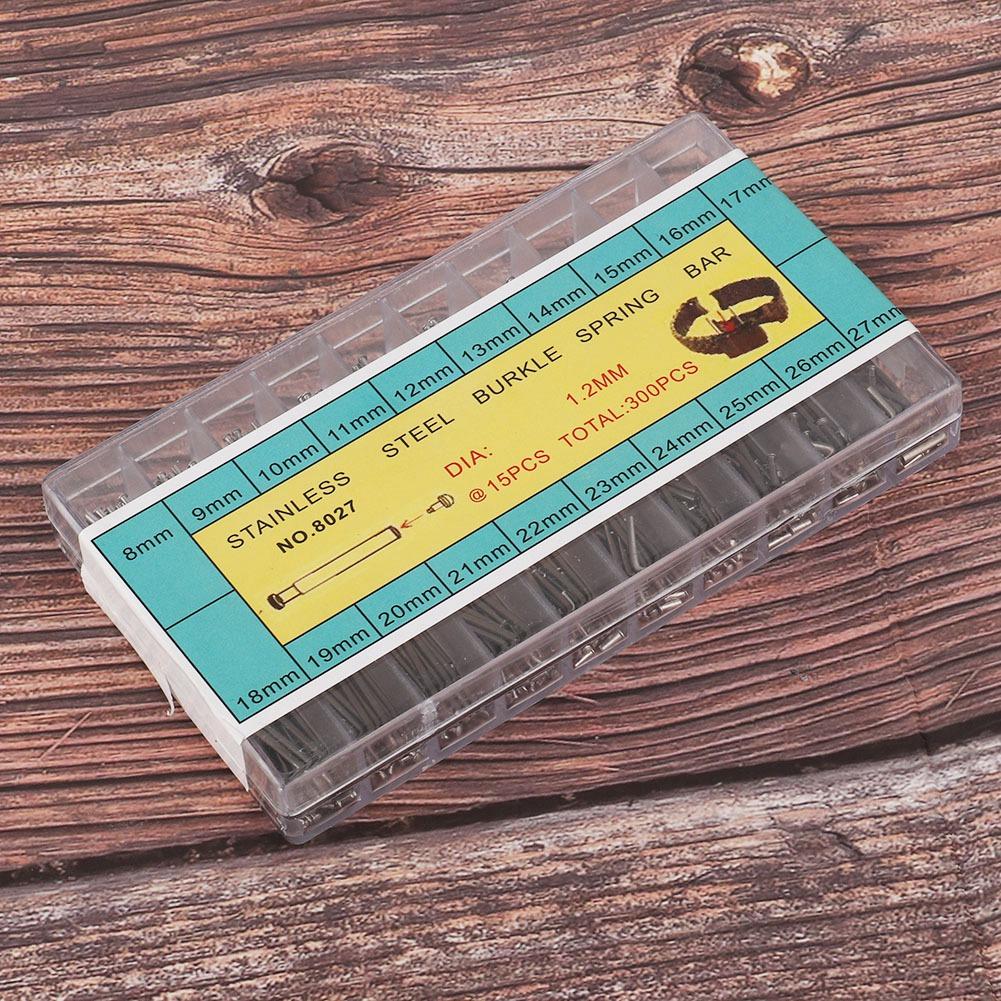 8mm 9mm 10mm 11mm 12mm 13mm 14mm 15mm 16mm 17mm
STAINLESS STEEL BURKLE SPRING BAR
NO.8027
DIA: 1.2MM
@15PCS TOTAL:300PCS
18mm 19mm 20mm 21mm 22mm 23mm 24mm 25mm 26mm 27mm